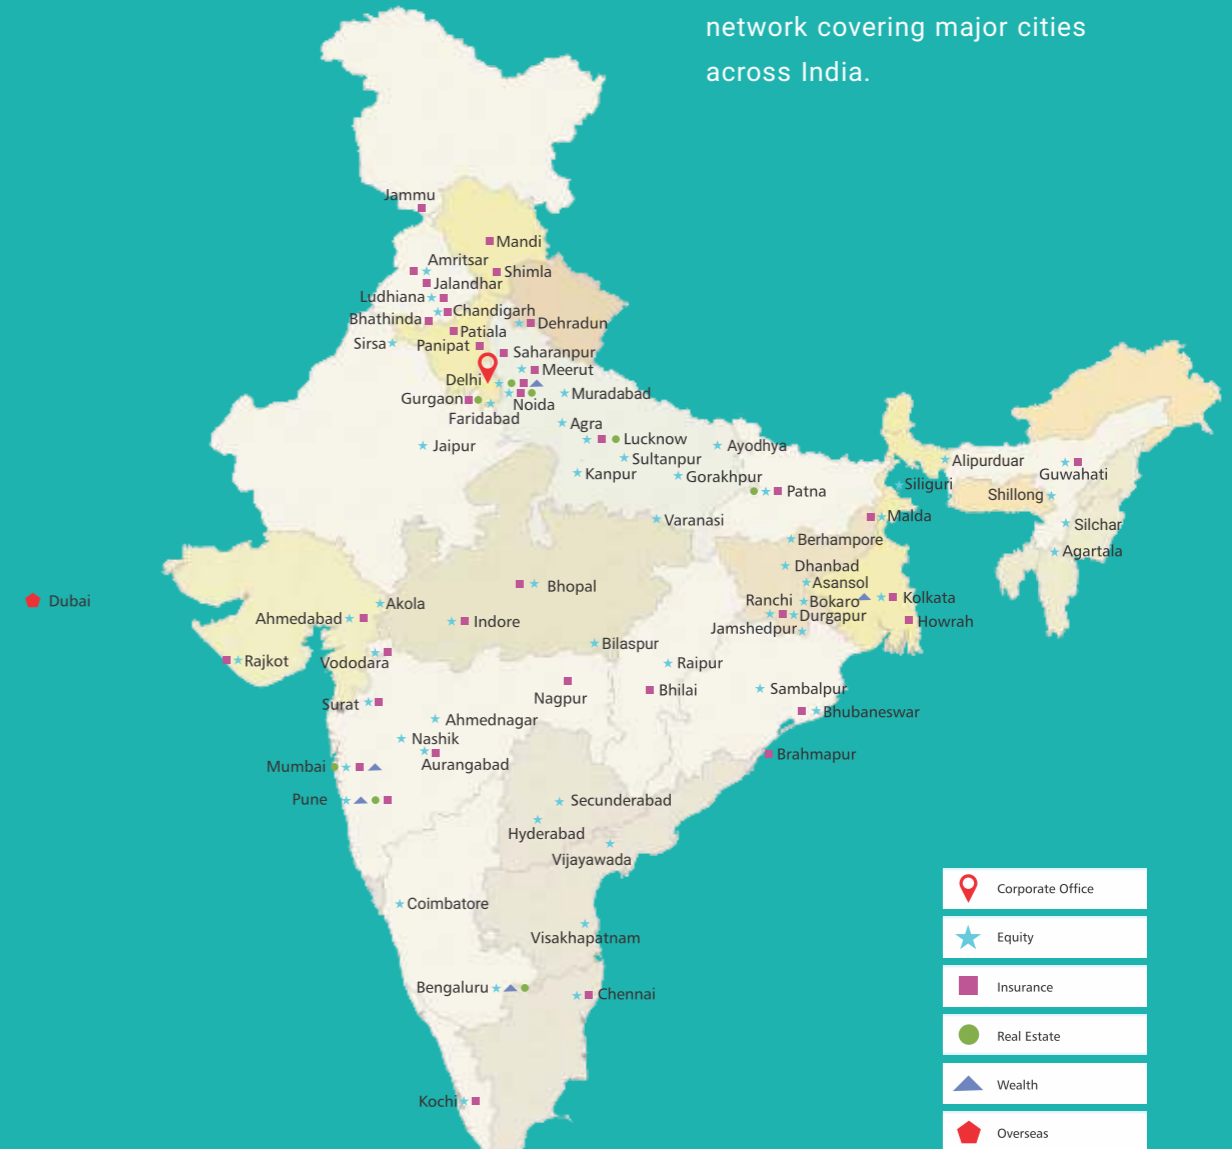 network covering major cities
across India.
Jammu
Mandi
Amritsar
Shimla
Jalandhar
Ludhiana
Chandigarh
Bhathinda
Dehradun
Patiala
Sirsa
Panipat
Saharanpur
Meerut
Delhi
Muradabad
Gurgaon
Noida
Faridabad
Agra
Lucknow
Jaipur
Ayodhya
Sultanpur
Alipurduar
Kanpur
Gorakhpur
Guwahati
Siliguri
Patna
Shillong
Malda
Varanasi
Silchar
Berhampore
Agartala
Dhanbad
Asansol
Bhopal
Kolkata
Dubai
Ranchi
Bokaro
Akola
Durgapur
Ahmedabad
Indore
Howrah
Jamshedpur
Bilaspur
Rajkot
Vododara
Raipur
Bhilai
Sambalpur
Nagpur
Surat
Bhubaneswar
Ahmednagar
Nashik
Brahmapur
Aurangabad
Mumbai
Pune
Secunderabad
Hyderabad
Vijayawada
Coimbatore
Visakhapatnam
Bengaluru
Chennai
Kochi
Corporate Office
Equity
Insurance
Real Estate
Wealth
Overseas